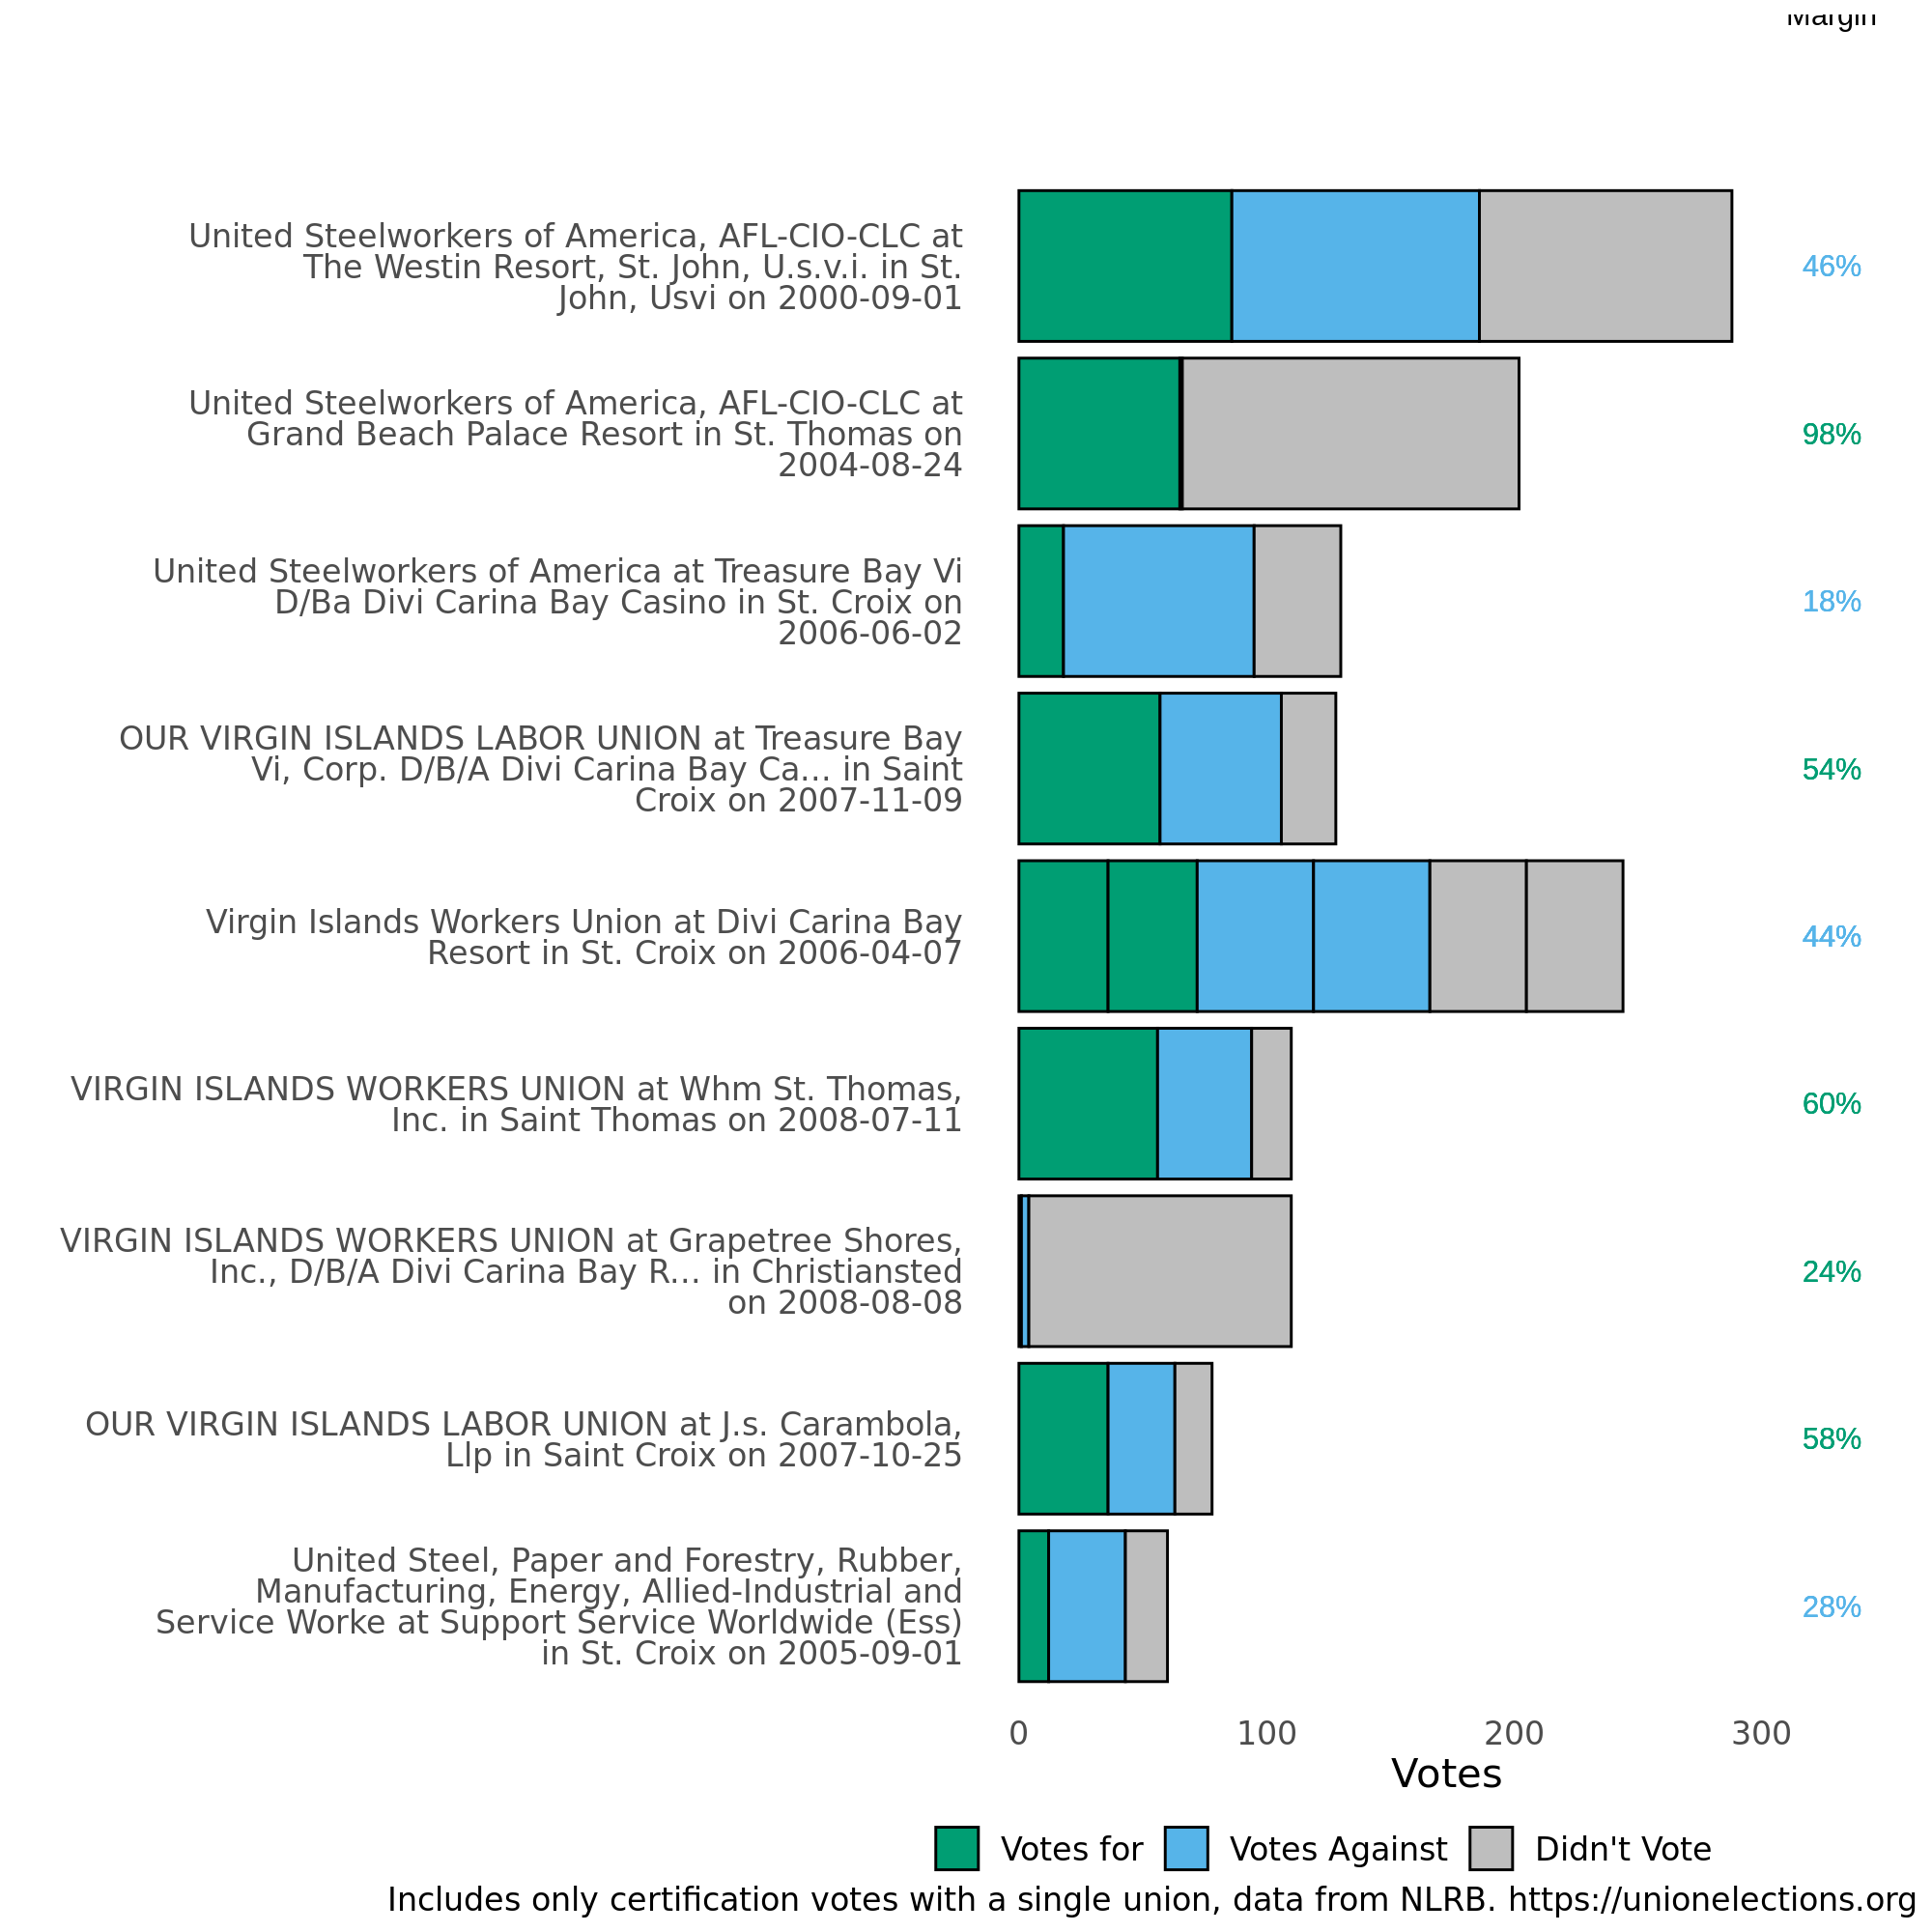 Margin
United Steelworkers of America, AFL-CIO-CLC at
The Westin Resort, St. John, U.s.v.i. in St.
John, Usvi on 2000-09-01
46%
United Steelworkers of America, AFL-CIO-CLC at
Grand Beach Palace Resort in St. Thomas on
2004-08-24
98%
United Steelworkers of America at Treasure Bay Vi
D/Ba Divi Carina Bay Casino in St. Croix on
2006-06-02
18%
OUR VIRGIN ISLANDS LABOR UNION at Treasure Bay
Vi, Corp. D/B/A Divi Carina Bay Ca... in Saint
Croix on 2007-11-09
54%
Virgin Islands Workers Union at Divi Carina Bay
Resort in St. Croix on 2006-04-07
44%
VIRGIN ISLANDS WORKERS UNION at Whm St. Thomas,
Inc. in Saint Thomas on 2008-07-11
60%
VIRGIN ISLANDS WORKERS UNION at Grapetree Shores,
Inc., D/B/A Divi Carina Bay R... in Christiansted
on 2008-08-08
24%
OUR VIRGIN ISLANDS LABOR UNION at J.s. Carambola,
Llp in Saint Croix on 2007-10-25
58%
United Steel, Paper and Forestry, Rubber,
Manufacturing, Energy, Allied-Industrial and
Service Worke at Support Service Worldwide (Ess)
in St. Croix on 2005-09-01
28%
0 100 200 300
Votes
Votes for Votes Against Didn't Vote
Includes only certification votes with a single union, data from NLRB. https://unionelections.org